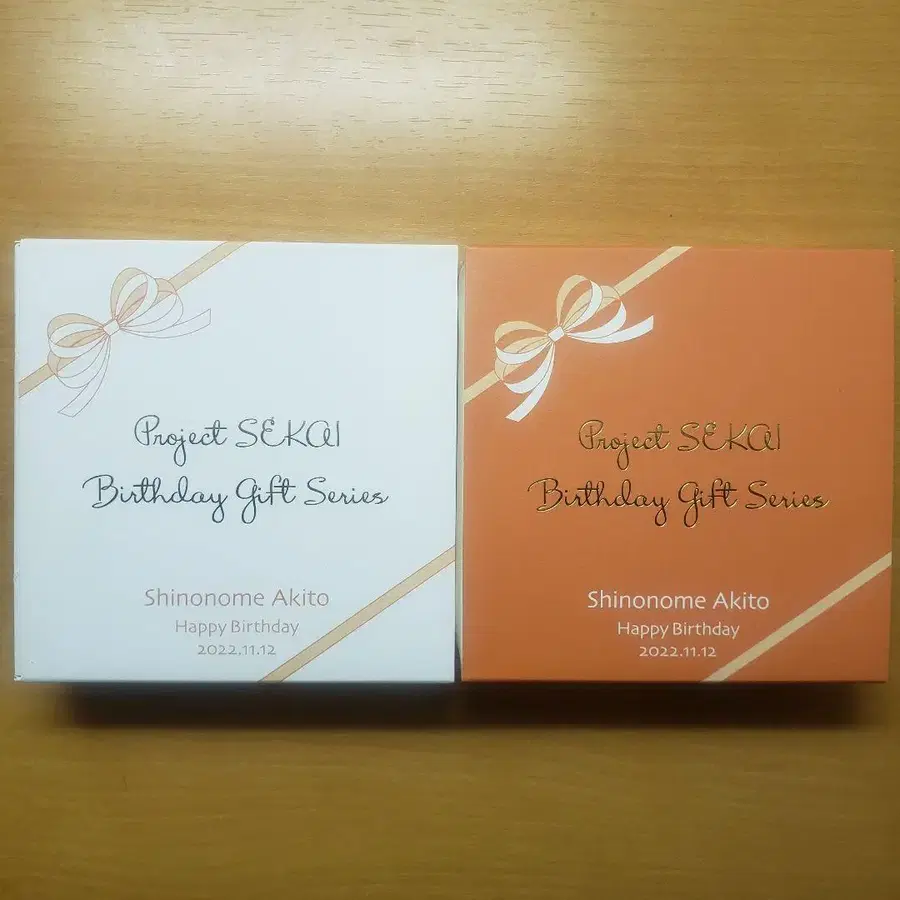 Project SEKAI
Birthday Gift Series
Shinonome Akito
Happy Birthday
2022.11.12
Project SEKAI
Birthday Gift Series
Shinonome Akito
Happy Birthday
2022.11.12